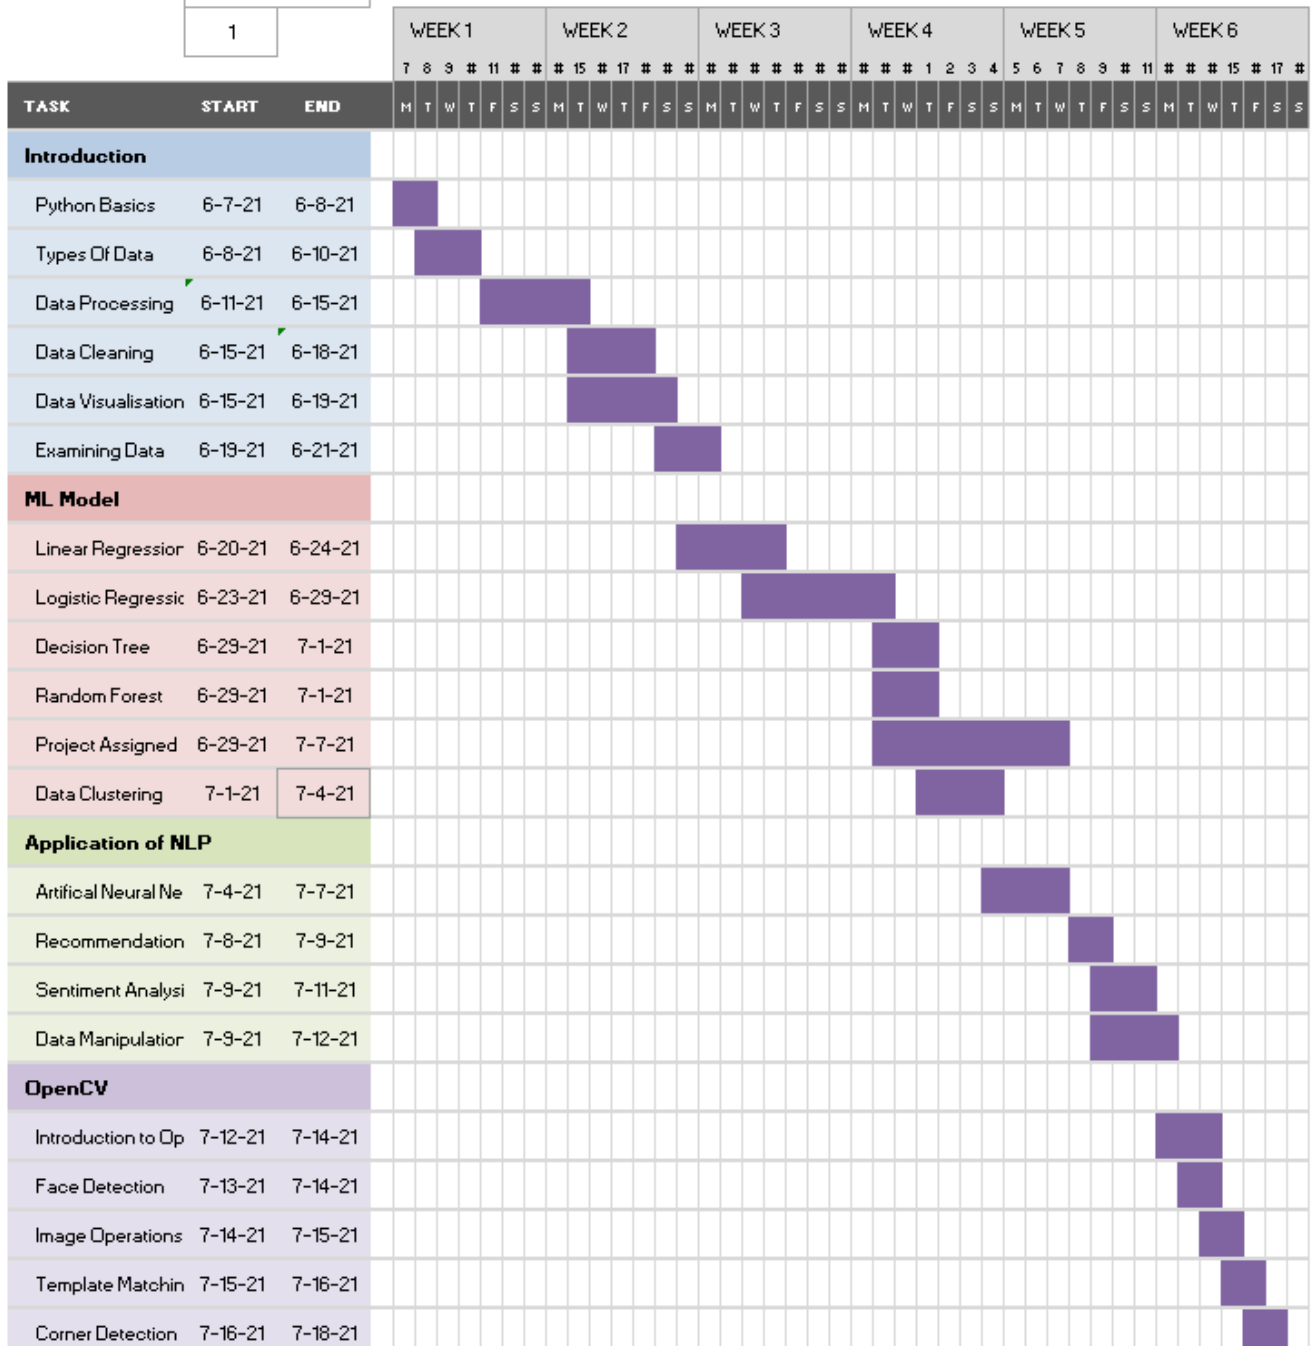 1
WEEK 1 WEEK 2 WEEK 3 WEEK 4 WEEK 5 WEEK 6
7 8 9 # 11 # # # 15 # 17 # # # # # # # # # # # # # 1 2 3 4 5 6 7 8 9 # 11 # # # 15 # 17 #
TASK START END M T W T F S S M T W T F S S M T W T F S S M T W T F S S M T W T F S S M T W T F S S
Introduction
Python Basics 6-7-21 6-8-21
Types Of Data 6-8-21 6-10-21
Data Processing 6-11-21 6-15-21
Data Cleaning 6-15-21 6-18-21
Data Visualisation 6-15-21 6-19-21
Examining Data 6-19-21 6-21-21
ML Model
Linear Regression 6-20-21 6-24-21
Logistic Regressic 6-23-21 6-29-21
Decision Tree 6-29-21 7-1-21
Random Forest 6-29-21 7-1-21
Project Assigned 6-29-21 7-7-21
Data Clustering 7-1-21 7-4-21
Application of NLP
Artifical Neural Ne 7-4-21 7-7-21
Recommendation 7-8-21 7-9-21
Sentiment Analysi 7-9-21 7-11-21
Data Manipulation 7-9-21 7-12-21
OpenCV
Introduction to Op 7-12-21 7-14-21
Face Detection 7-13-21 7-14-21
Image Operations 7-14-21 7-15-21
Template Matchin 7-15-21 7-16-21
Corner Detection 7-16-21 7-18-21